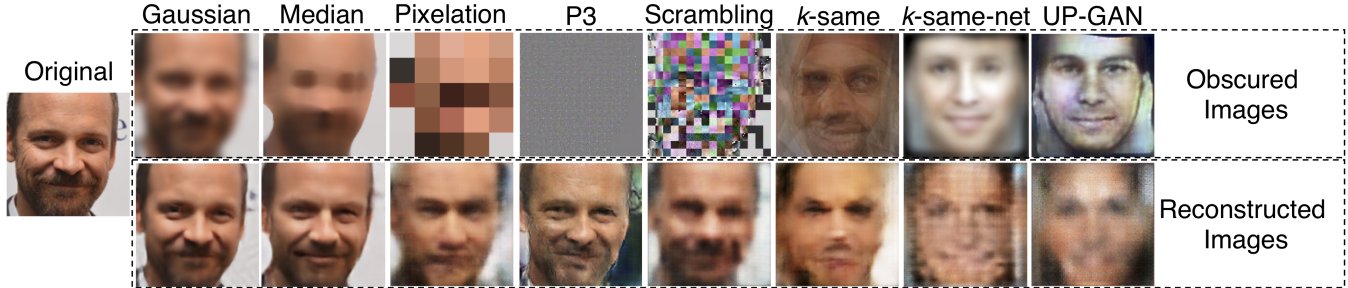 Gaussian Median Pixelation P3 Scrambling k-same k-same-net UP-GAN
Original
Obscured
Images
Reconstructed
Images